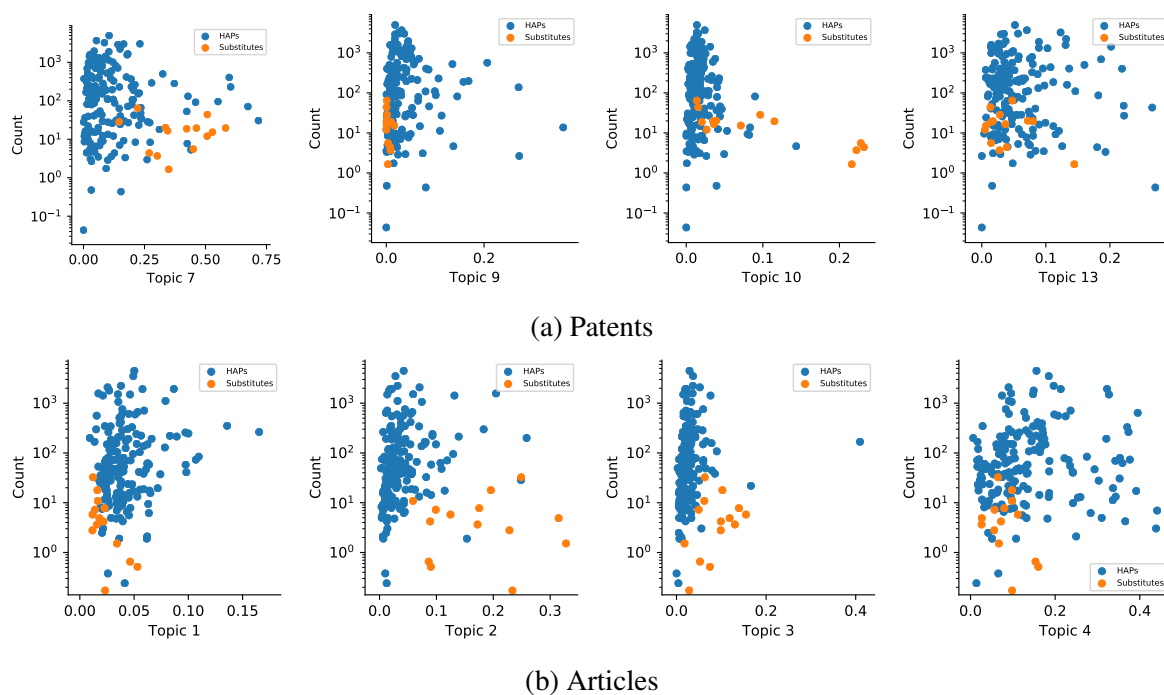 HAPs
Substitutes
10³
10²
10¹
10⁰
10⁻¹
Count
0.00 0.25 0.50 0.75
Topic 7
HAPs
Substitutes
10³
10²
10¹
10⁰
10⁻¹
Count
0.0 0.2
Topic 9
HAPs
Substitutes
10³
10²
10¹
10⁰
10⁻¹
Count
0.0 0.1 0.2
Topic 10
HAPs
Substitutes
10³
10²
10¹
10⁰
10⁻¹
Count
0.0 0.1 0.2
Topic 13
(a) Patents
HAPs
Substitutes
10³
10²
10¹
10⁰
Count
0.00 0.05 0.10 0.15
Topic 1
HAPs
Substitutes
10³
10²
10¹
10⁰
Count
0.0 0.1 0.2 0.3
Topic 2
HAPs
Substitutes
10³
10²
10¹
10⁰
Count
0.0 0.2 0.4
Topic 3
10³
10²
10¹
10⁰
Count
HAPs
Substitutes
0.0 0.1 0.2 0.3 0.4
Topic 4
(b) Articles